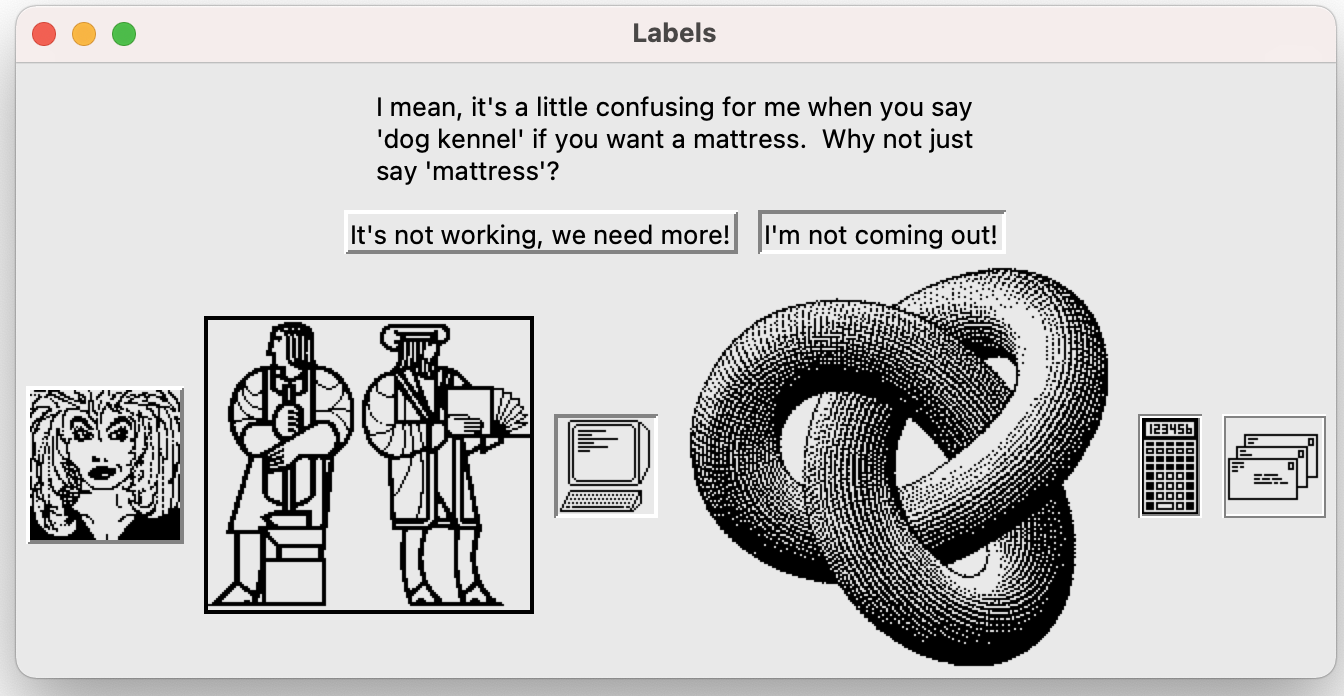 Labels
I mean, it's a little confusing for me when you say
'dog kennel' if you want a mattress.  Why not just
say 'mattress'?
It's not working, we need more!
I'm not coming out!
123456